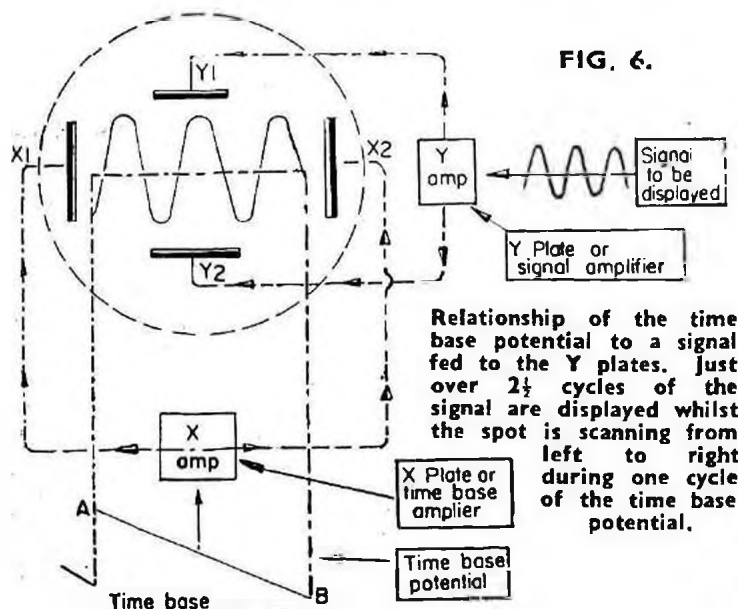 FIG. 6.
Y1
X1
X2
Y
amp
Signal
to be
displayed
Y2
Y Plate or
signal amplifier
Relationship of the time
base potential to a signal
fed to the Y plates. Just
over 2½ cycles of the
signal are displayed whilst
the spot is scanning from
left to right
during one cycle
of the time base
potential.
X
amp
X Plate or
time base
amplier
A
Time base
potential
B
Time base